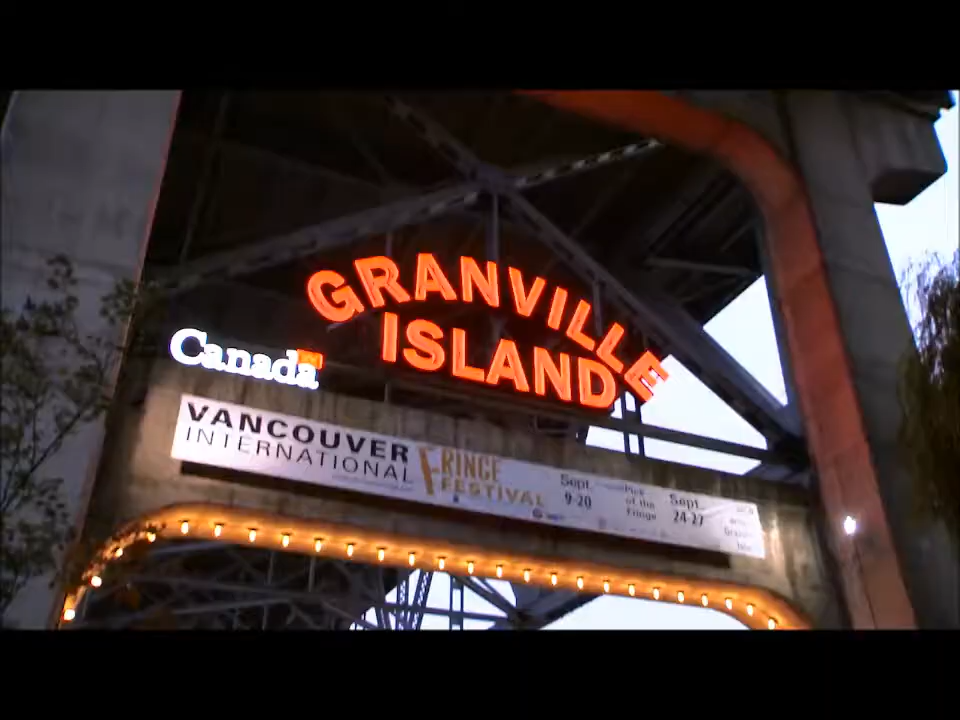 GRANVILLE
ISLAND
Canada
VANCOUVER
INTERNATIONAL
FRINGE
FESTIVAL
Sept.
9-20
Pick
of the
Fringe
Sept.
24-27